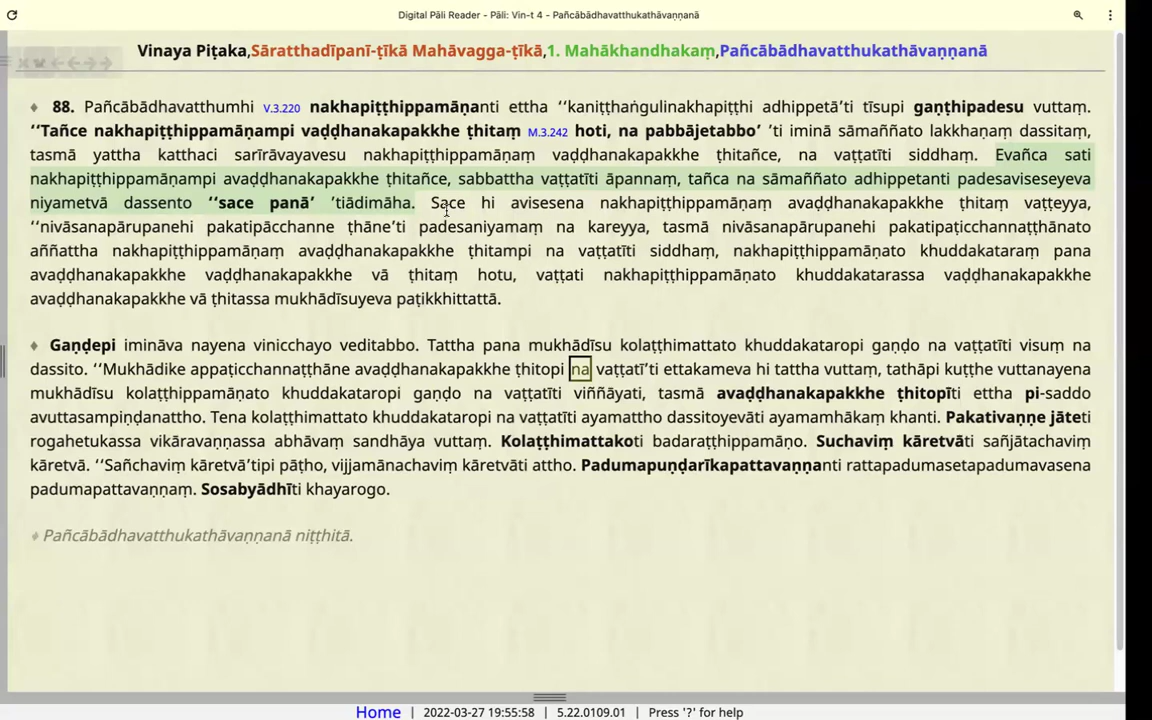 Digital Pāli Reader - Pāli: Vin-t 4 - Pañcābādhavatthukathāvaṇṇanā
Vinaya Piṭaka,Sāratthadīpanī-ṭīkā Mahāvagga-ṭīkā,1. Mahākhandhakaṃ,Pañcābādhavatthukathāvaṇṇanā
♦ 88. Pañcābādhavatthumhi V.3.220 nakhapiṭṭhippamāṇanti ettha ‘‘kaniṭṭhaṅgulinakhapiṭṭhi adhippetā’ti tīsupi gaṇṭhipadesu vuttaṃ.
‘‘Tañce nakhapiṭṭhippamāṇampi vaḍḍhanakapakkhe ṭhitaṃ M.3.242 hoti, na pabbājetabbo’ ’ti iminā sāmaññato lakkhaṇaṃ dassitaṃ,
tasmā yattha katthaci sarīrāvayavesu nakhapiṭṭhippamāṇaṃ vaḍḍhanakapakkhe ṭhitañce, na vaṭṭatīti siddhaṃ. Evañca sati
nakhapiṭṭhippamāṇampi avaḍḍhanakapakkhe ṭhitañce, sabbattha vaṭṭatīti āpannaṃ, tañca na sāmaññato adhippetanti padesaviseseyeva
niyametvā dassento ‘‘sace panā’ ’tiādimāha. Sace hi avisesena nakhapiṭṭhippamāṇaṃ avaḍḍhanakapakkhe ṭhitaṃ vaṭṭeyya,
‘‘nivāsanapārupanehi pakatipācchanne ṭhāne’ti padesaniyamaṃ na kareyya, tasmā nivāsanapārupanehi pakatipaṭicchannaṭṭhānato
aññattha nakhapiṭṭhippamāṇaṃ avaḍḍhanakapakkhe ṭhitampi na vaṭṭatīti siddhaṃ, nakhapiṭṭhippamāṇato khuddakataraṃ pana
avaḍḍhanakapakkhe vaḍḍhanakapakkhe vā ṭhitaṃ hotu, vaṭṭati nakhapiṭṭhippamāṇato khuddakatarassa vaḍḍhanakapakkhe
avaḍḍhanakapakkhe vā ṭhitassa mukhādīsuyeva paṭikkhittattā.
♦ Gaṇḍepi imināva nayena vinicchayo veditabbo. Tattha pana mukhādīsu kolaṭṭhimattato khuddakataropi gaṇḍo na vaṭṭatīti visuṃ na
dassito. ‘‘Mukhādike appaṭicchannaṭṭhāne avaḍḍhanakapakkhe ṭhitopi na vaṭṭatī’ti ettakameva hi tattha vuttaṃ, tathāpi kuṭṭhe vuttanayena
mukhādīsu kolaṭṭhippamāṇato khuddakataropi gaṇḍo na vaṭṭatīti viññāyati, tasmā avaḍḍhanakapakkhe ṭhitopīti ettha pi-saddo
avuttasampiṇḍanattho. Tena kolaṭṭhimattato khuddakataropi na vaṭṭatīti ayamattho dassitoyevāti ayamamhākaṃ khanti. Pakativaṇṇe jāteti
rogahetukassa vikāravaṇṇassa abhāvaṃ sandhāya vuttaṃ. Kolaṭṭhimattakoti badaraṭṭhippamāṇo. Suchaviṃ kāretvāti sañjātachaviṃ
kāretvā. ‘‘Sañchaviṃ kāretvā’tipi pāṭho, vijjamānachaviṃ kāretvāti attho. Padumapuṇḍarīkapattavaṇṇanti rattapadumasetapadumavasena
padumapattavaṇṇaṃ. Sosabyādhīti khayarogo.
♦ Pañcābādhavatthukathāvaṇṇanā niṭṭhitā.
Home | 2022-03-27 19:55:58 | 5.22.0109.01 | Press '?' for help